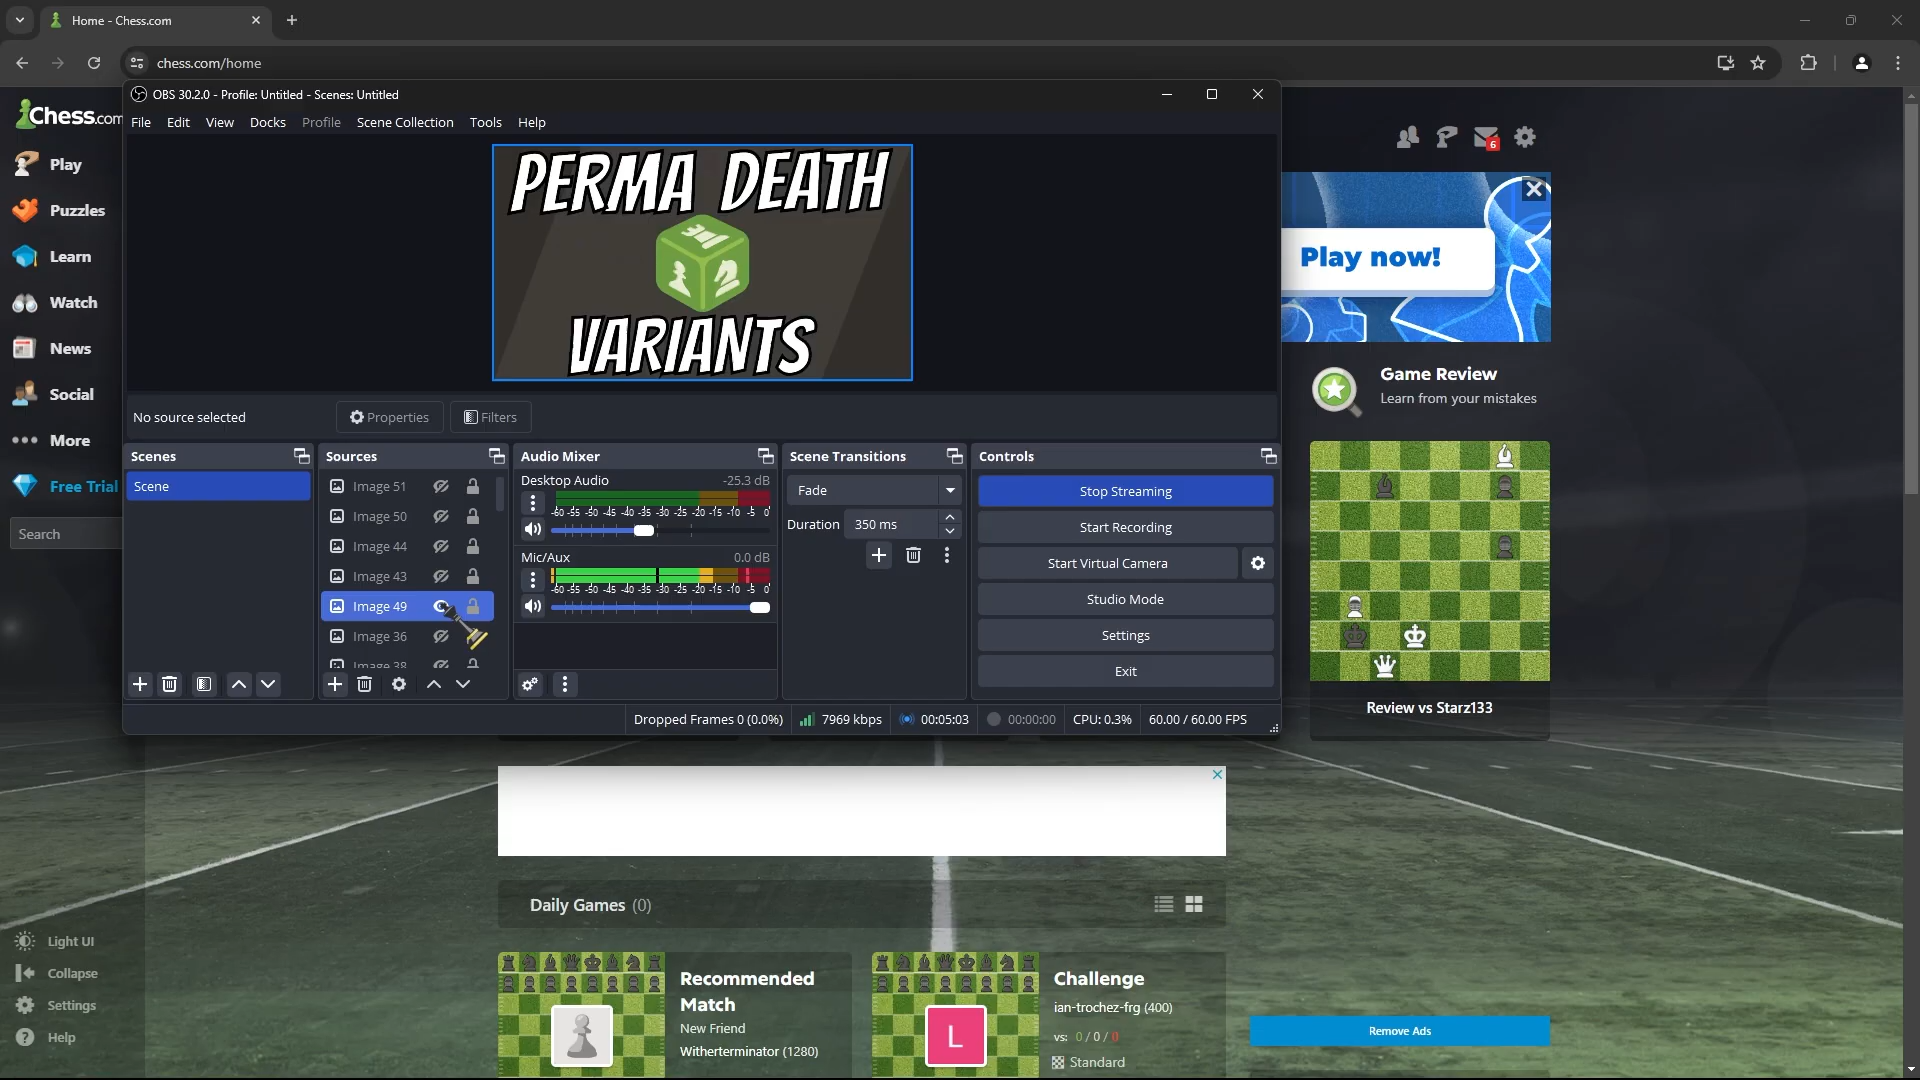 Home - Chess.com
chess.com/home
Chess.com
OBS 30.2.0 - Profile: Untitled - Scenes: Untitled
File Edit View Docks Profile Scene Collection Tools Help
Play
Puzzles
Learn
Watch
News
Social
More
Free Trial
Search
PERMA DEATH
VARIANTS
6
Play now!
Game Review
Learn from your mistakes
No source selected
Properties
Filters
Scenes
Scene
Sources
Image 51
Image 50
Image 44
Image 43
Image 49
Image 36
Image 38
Audio Mixer
Desktop Audio -25.3 dB
-60 -55 -50 -45 -40 -35 -30 -25 -20 -15 -10 -5 0
Mic/Aux 0.0 dB
-60 -55 -50 -45 -40 -35 -30 -25 -20 -15 -10 -5 0
Scene Transitions
Fade
Duration 350 ms
Controls
Stop Streaming
Start Recording
Start Virtual Camera
Studio Mode
Settings
Exit
Dropped Frames 0 (0.0%) 7969 kbps 00:05:03 00:00:00 CPU: 0.3% 60.00 / 60.00 FPS
Review vs Starz133
Daily Games (0)
Recommended
Match
New Friend
Witherterminator (1280)
L
Challenge
ian-trochez-frg (400)
vs: 0 / 0 / 0
Standard
Remove Ads
Light UI
Collapse
Settings
Help